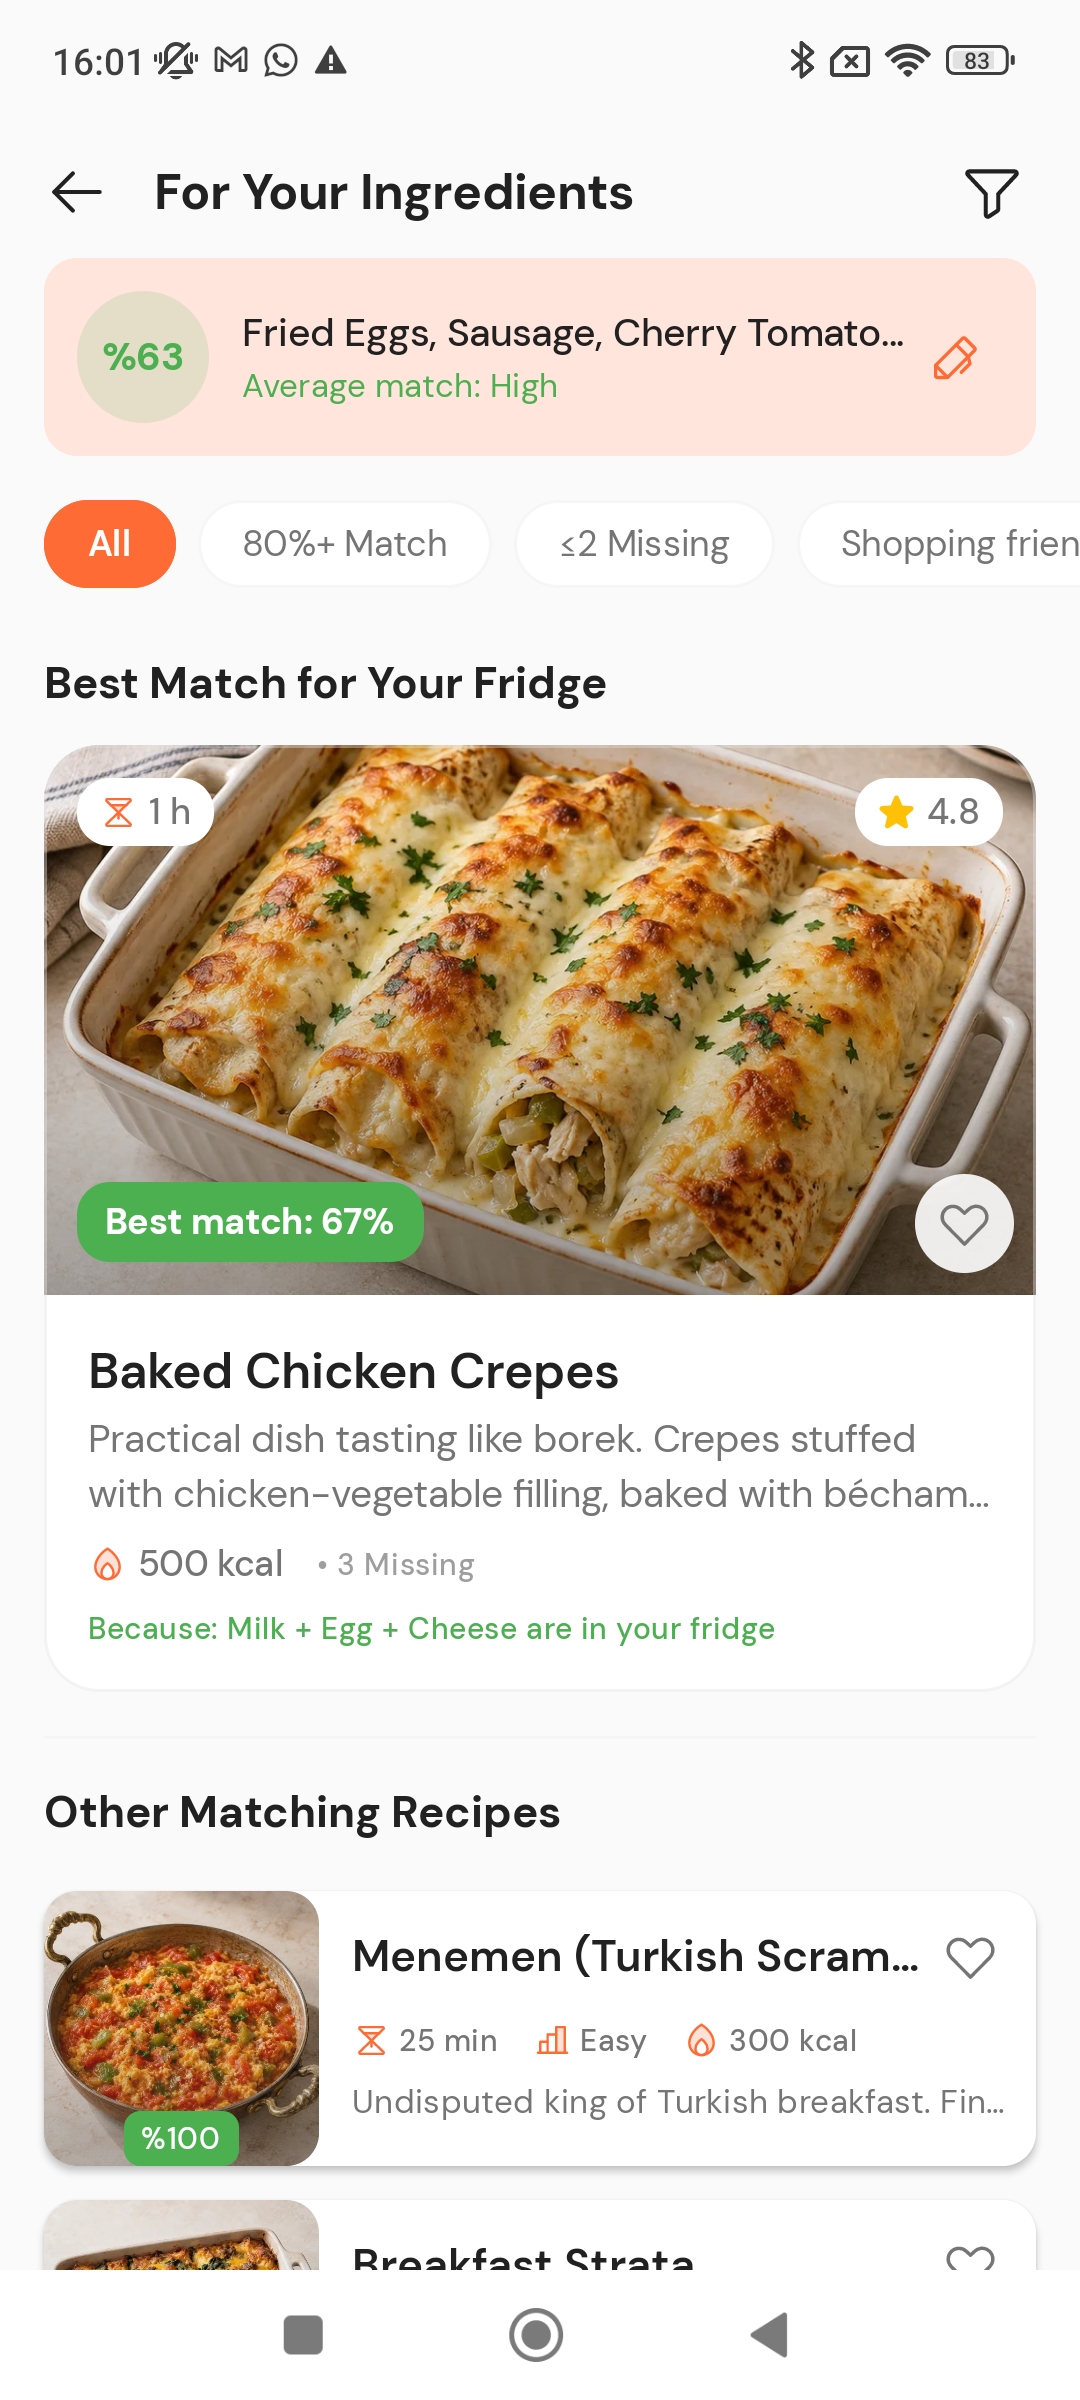 16:01
83
For Your Ingredients
%63
Fried Eggs, Sausage, Cherry Tomato...
Average match: High
All
80%+ Match
≤2 Missing
Shopping frien
Best Match for Your Fridge
1 h
4.8
Best match: 67%
Baked Chicken Crepes
Practical dish tasting like borek. Crepes stuffed
with chicken-vegetable filling, baked with bécham...
500 kcal
• 3 Missing
Because: Milk + Egg + Cheese are in your fridge
Other Matching Recipes
Menemen (Turkish Scram...
25 min
Easy
300 kcal
Undisputed king of Turkish breakfast. Fin...
%100
Breakfast Strata